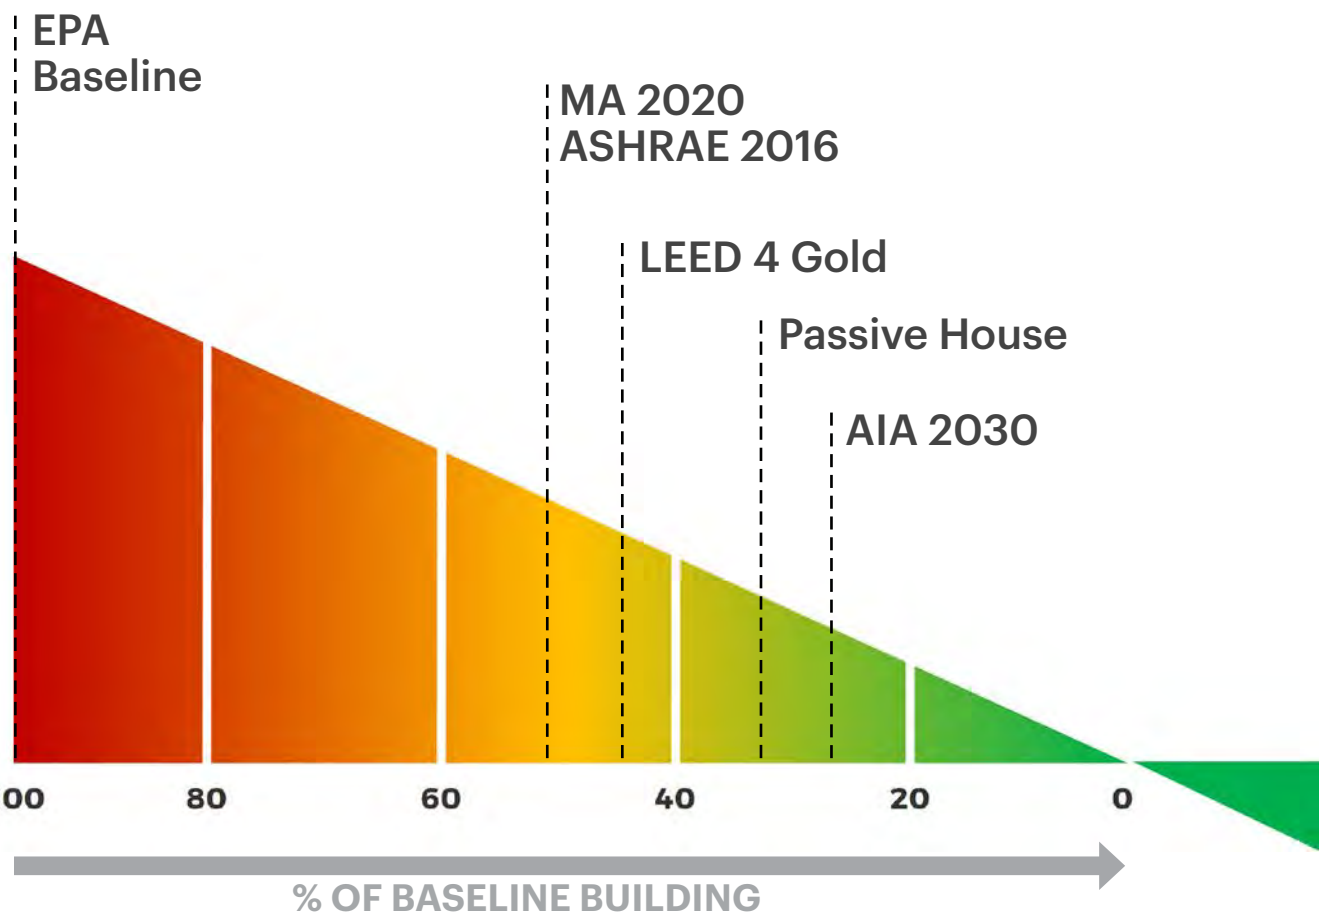 EPA
Baseline
MA 2020
ASHRAE 2016
LEED 4 Gold
Passive House
AIA 2030
00 80 60 40 20 0
% OF BASELINE BUILDING